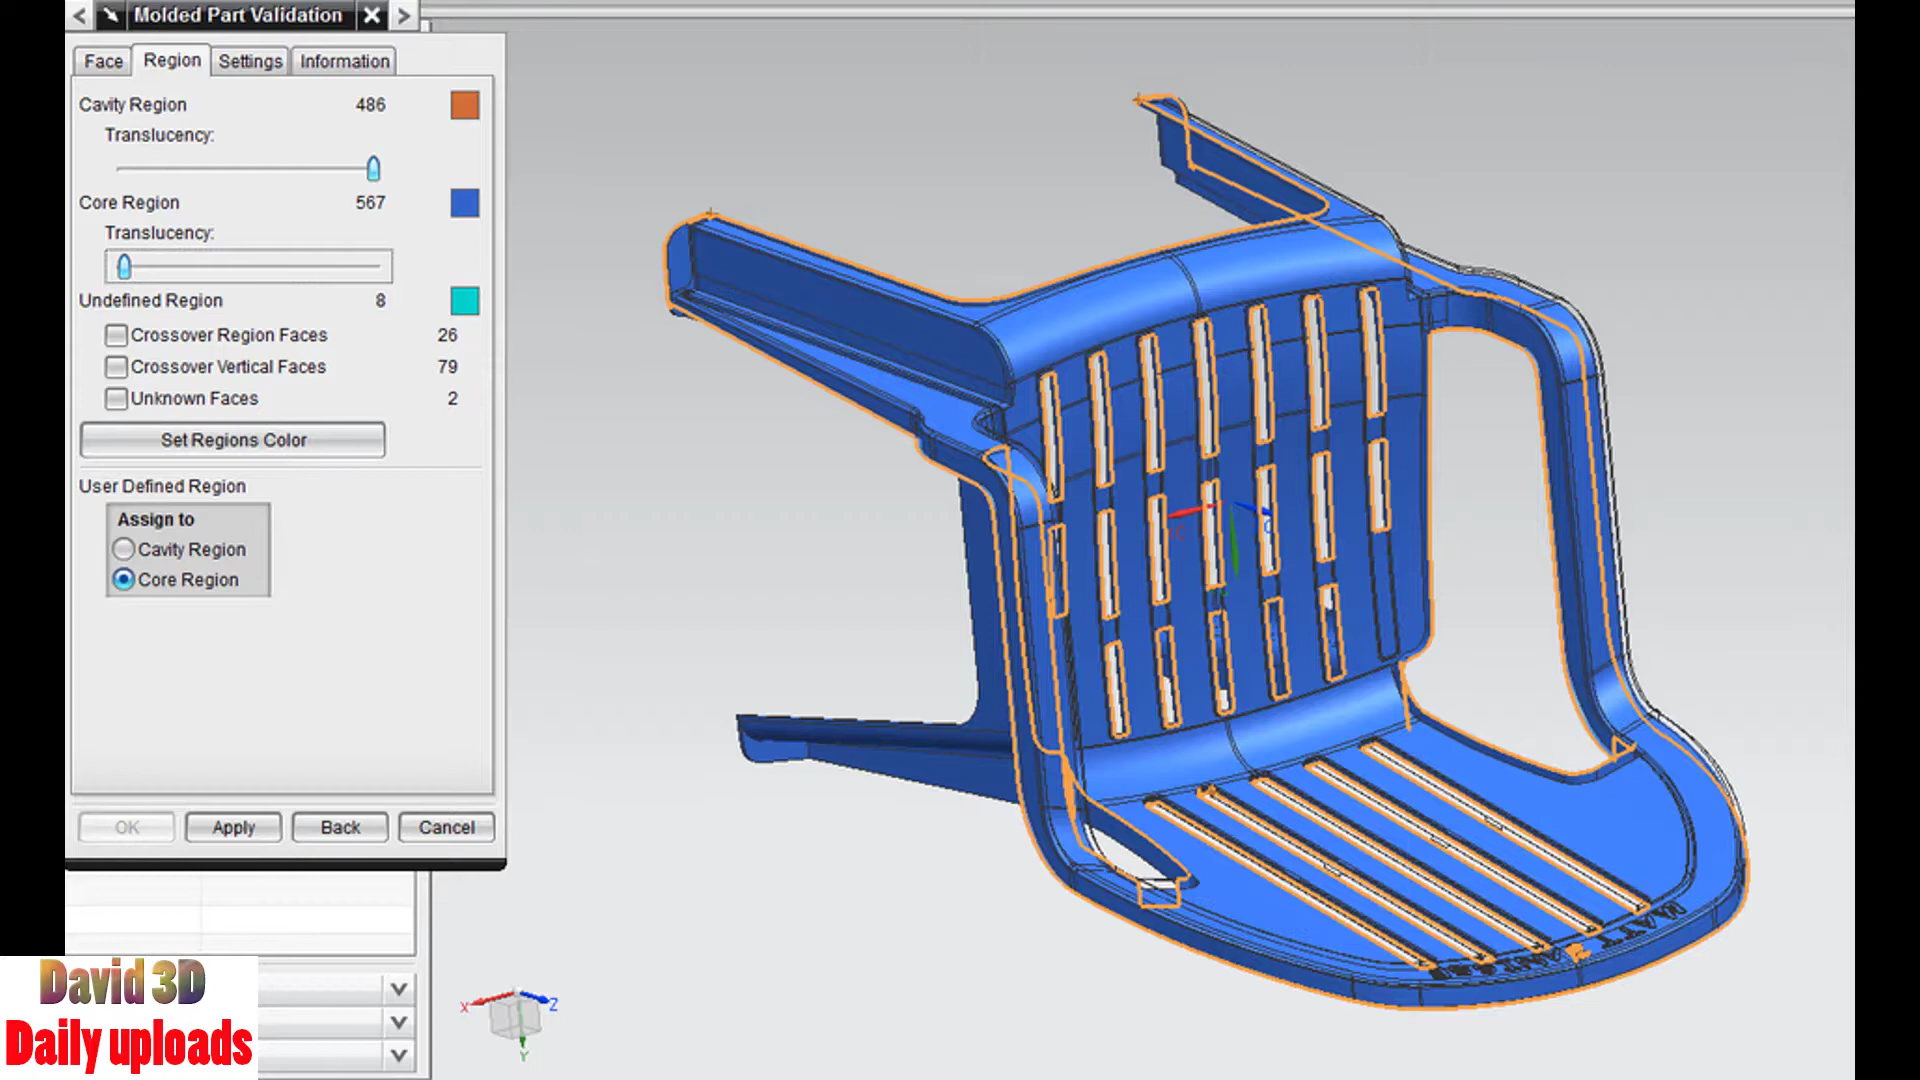 Molded Part Validation
Face Region Settings Information
Cavity Region 486
Translucency:
Core Region 567
Translucency:
Undefined Region 8
Crossover Region Faces 26
Crossover Vertical Faces 79
Unknown Faces 2
Set Regions Color
User Defined Region
Assign to
Cavity Region
Core Region
OK Apply Back Cancel
David 3D
Daily uploads
X Z
Y